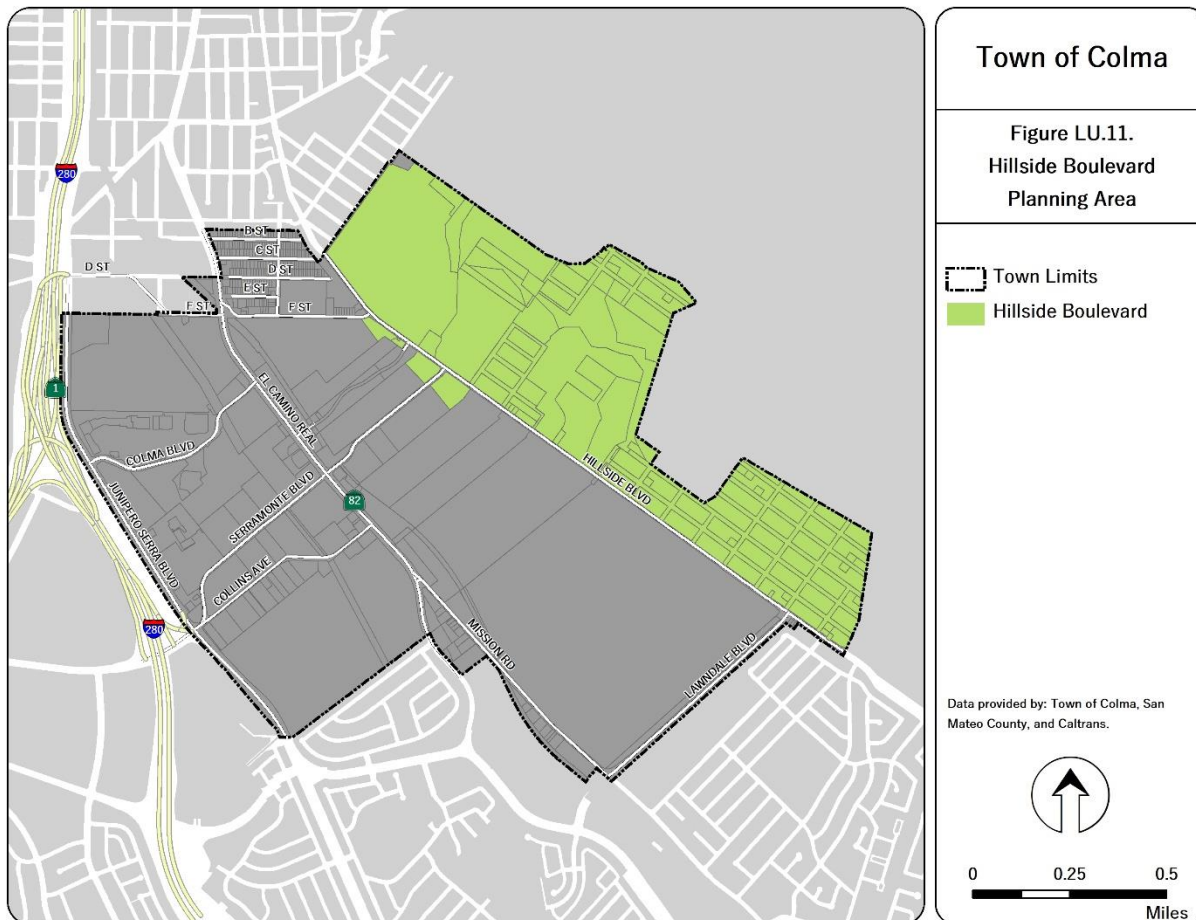 Town of Colma
Figure LU.11.
Hillside Boulevard
Planning Area
Town Limits
Hillside Boulevard
Data provided by: Town of Colma, San
Mateo County, and Caltrans.
0 0.25 0.5
Miles
280
B ST
C ST
D ST
D ST
E ST
F ST
F ST
1
EL CAMINO REAL
COLMA BLVD
JUNIPERO SERRA BLVD
SERRAMONTE BLVD
82
HILLSIDE BLVD
COLLINS AVE
280
MISSION RD
LAWNDALE BLVD